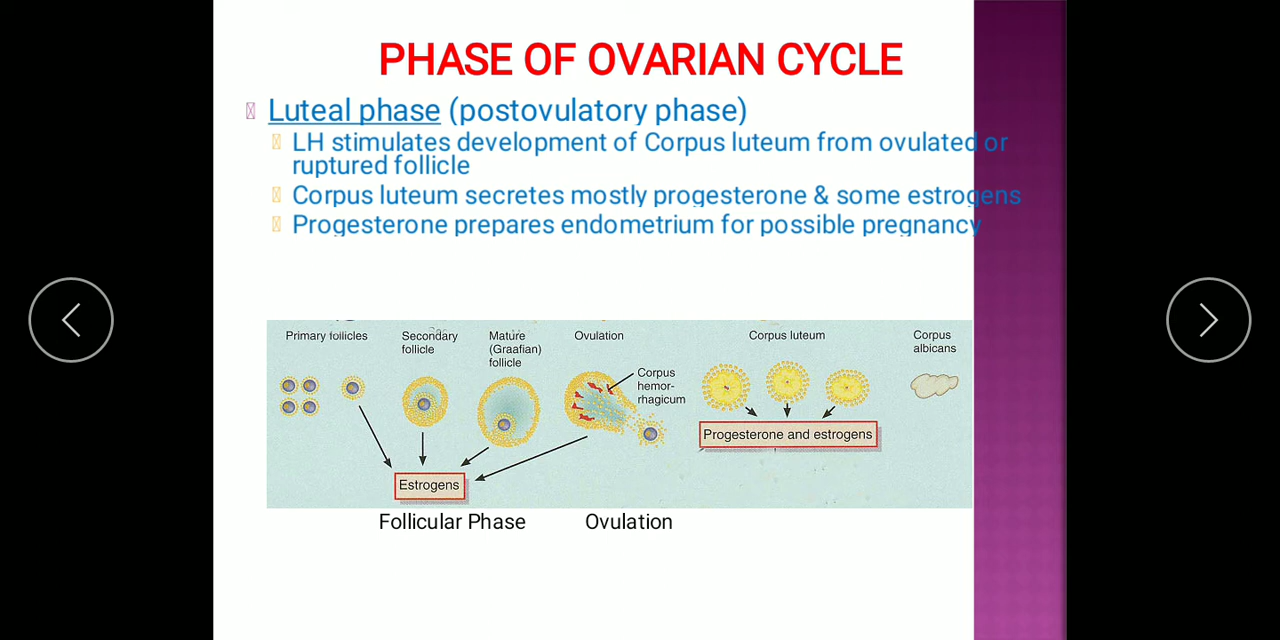 PHASE OF OVARIAN CYCLE
Luteal phase (postovulatory phase)
LH stimulates development of Corpus luteum from ovulated or
ruptured follicle
Corpus luteum secretes mostly progesterone & some estrogens
Progesterone prepares endometrium for possible pregnancy
Primary follicles
Secondary
follicle
Mature
(Graafian)
follicle
Ovulation
Corpus
hemor-
rhagicum
Corpus luteum
Corpus
albicans
Progesterone and estrogens
Estrogens
Follicular Phase
Ovulation